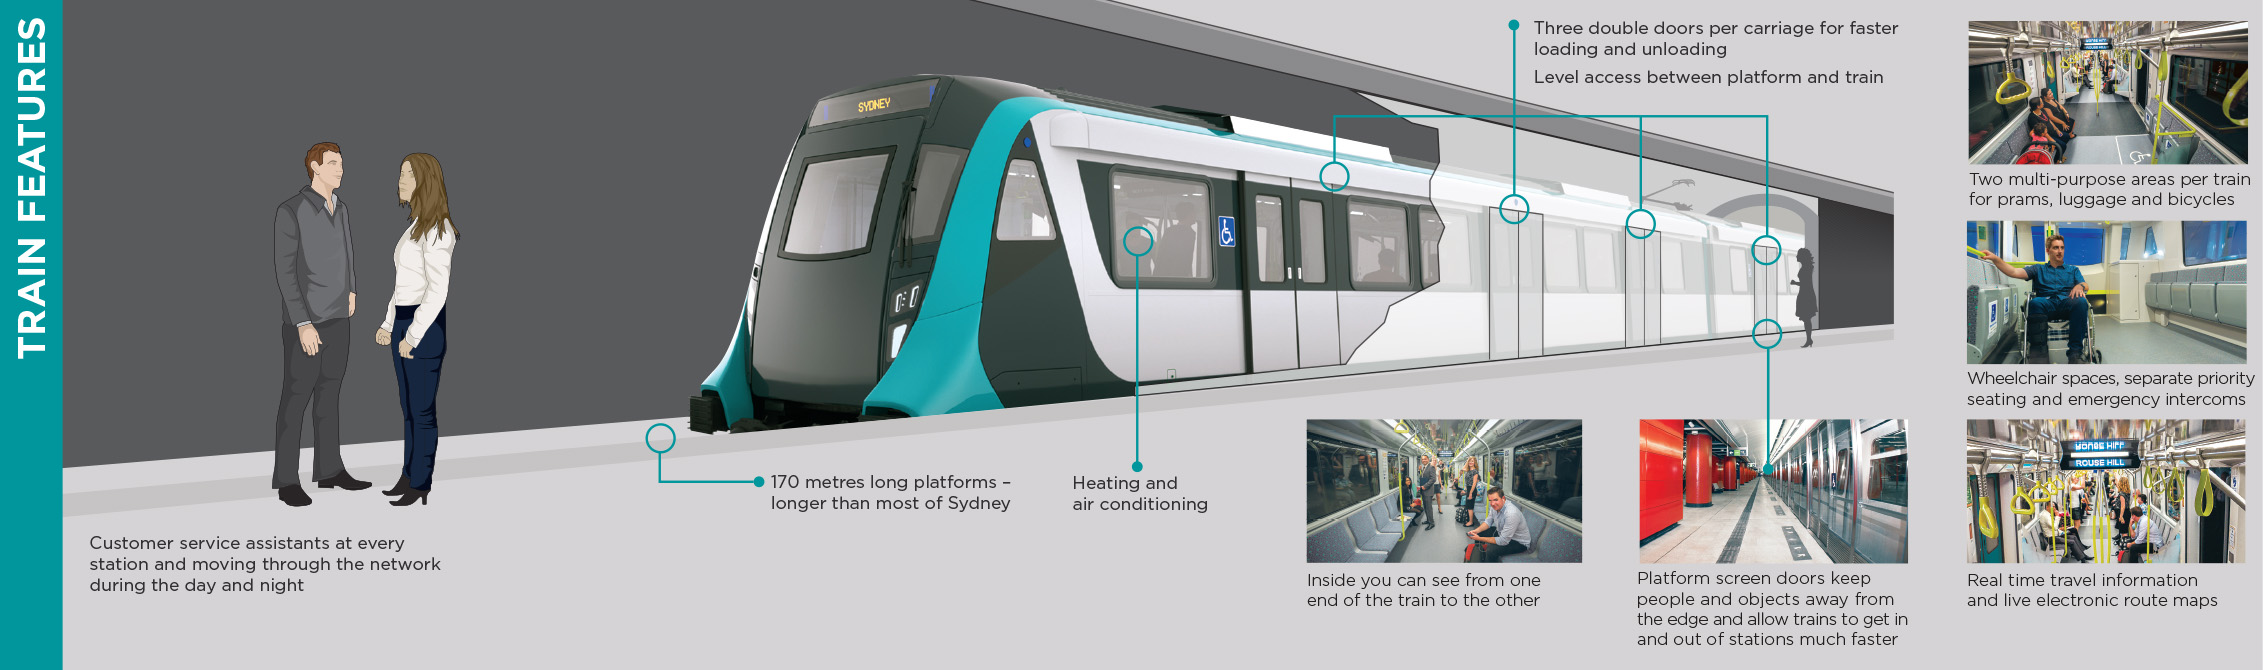 TRAIN FEATURES
SYDNEY
Three double doors per carriage for faster
loading and unloading
Level access between platform and train
170 metres long platforms –
longer than most of Sydney
Heating and
air conditioning
Customer service assistants at every
station and moving through the network
during the day and night
Inside you can see from one
end of the train to the other
Platform screen doors keep
people and objects away from
the edge and allow trains to get in
and out of stations much faster
ROUSE HILL
Two multi-purpose areas per train
for prams, luggage and bicycles
Wheelchair spaces, separate priority
seating and emergency intercoms
ROUSE HILL
Real time travel information
and live electronic route maps